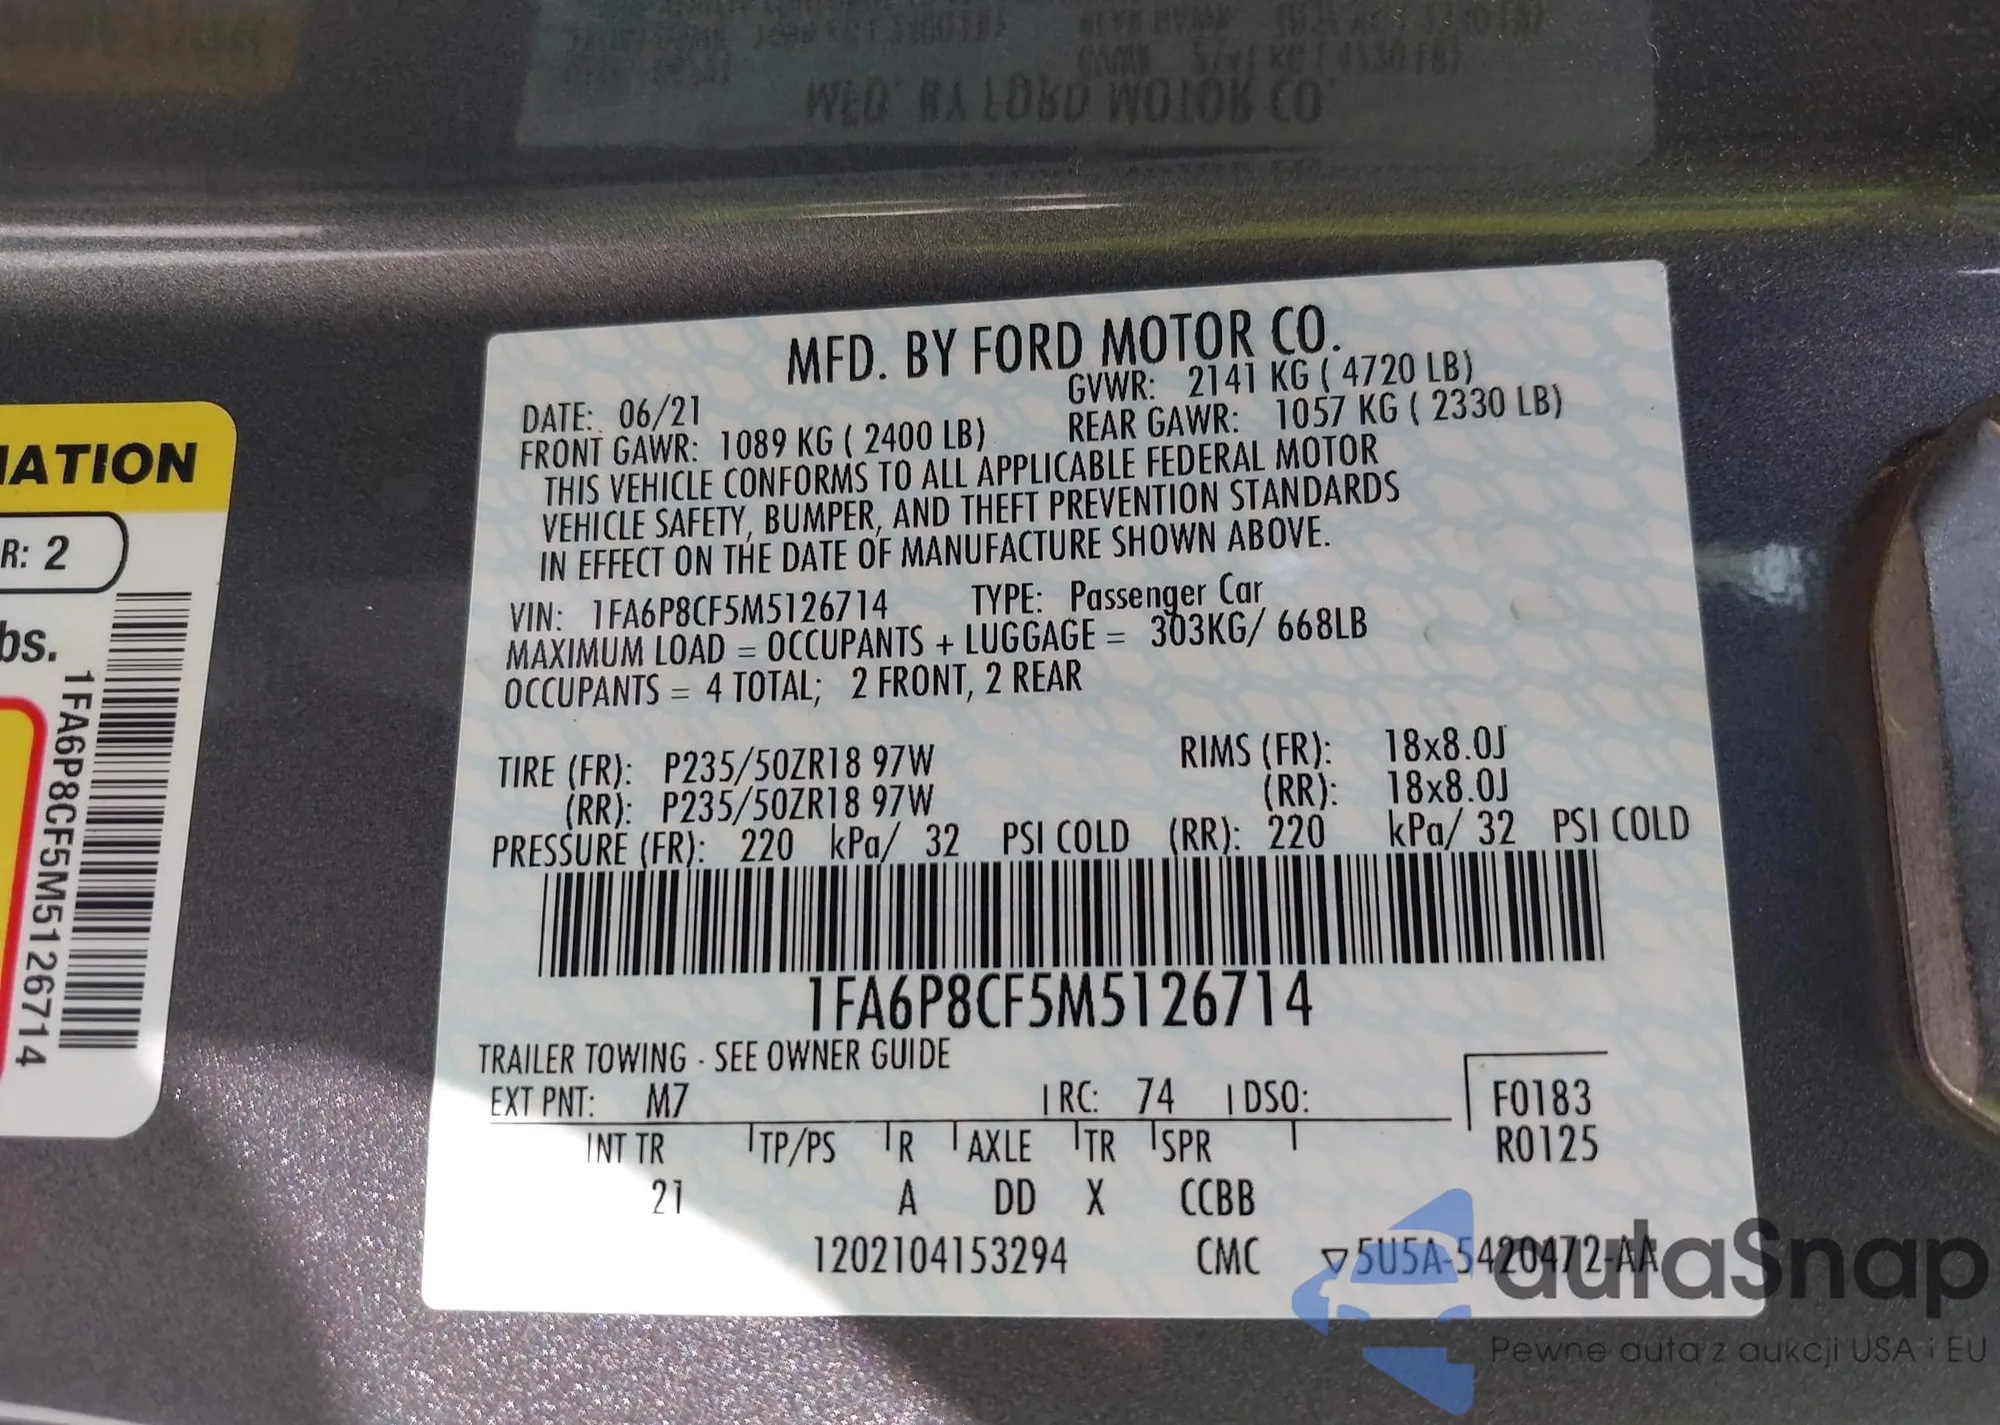 MFD. BY FORD MOTOR CO.
DATE: 06/21 GVWR: 2141 KG ( 4720 LB)
FRONT GAWR: 1089 KG ( 2400 LB) REAR GAWR: 1057 KG ( 2330 LB)
THIS VEHICLE CONFORMS TO ALL APPLICABLE FEDERAL MOTOR
VEHICLE SAFETY, BUMPER, AND THEFT PREVENTION STANDARDS
IN EFFECT ON THE DATE OF MANUFACTURE SHOWN ABOVE.
VIN: 1FA6P8CF5M5126714 TYPE: Passenger Car
MAXIMUM LOAD = OCCUPANTS + LUGGAGE = 303KG/ 668LB
OCCUPANTS = 4 TOTAL; 2 FRONT, 2 REAR
TIRE (FR): P235/50ZR18 97W RIMS (FR): 18x8.0J
(RR): P235/50ZR18 97W (RR): 18x8.0J
PRESSURE (FR): 220 kPa/ 32 PSI COLD (RR): 220 kPa/ 32 PSI COLD
1FA6P8CF5M5126714
TRAILER TOWING - SEE OWNER GUIDE
EXT PNT: M7 RC: 74 DSO: F0183
INT TR TP/PS R AXLE TR SPR R0125
21 A DD X CCBB
1202104153294 CMC ▽5U5A-5420472-AA
IATION
R: 2
bs.
1FA6P8CF5M5126714
autaSnap
Pewne auta z aukcji USA i EU